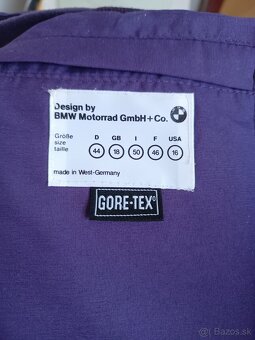 Design by
BMW Motorrad GmbH+Co.
Größe D GB I F USA
size 44 18 50 46 16
taille
made in West-Germany
GORE-TEX®
Bazos.sk